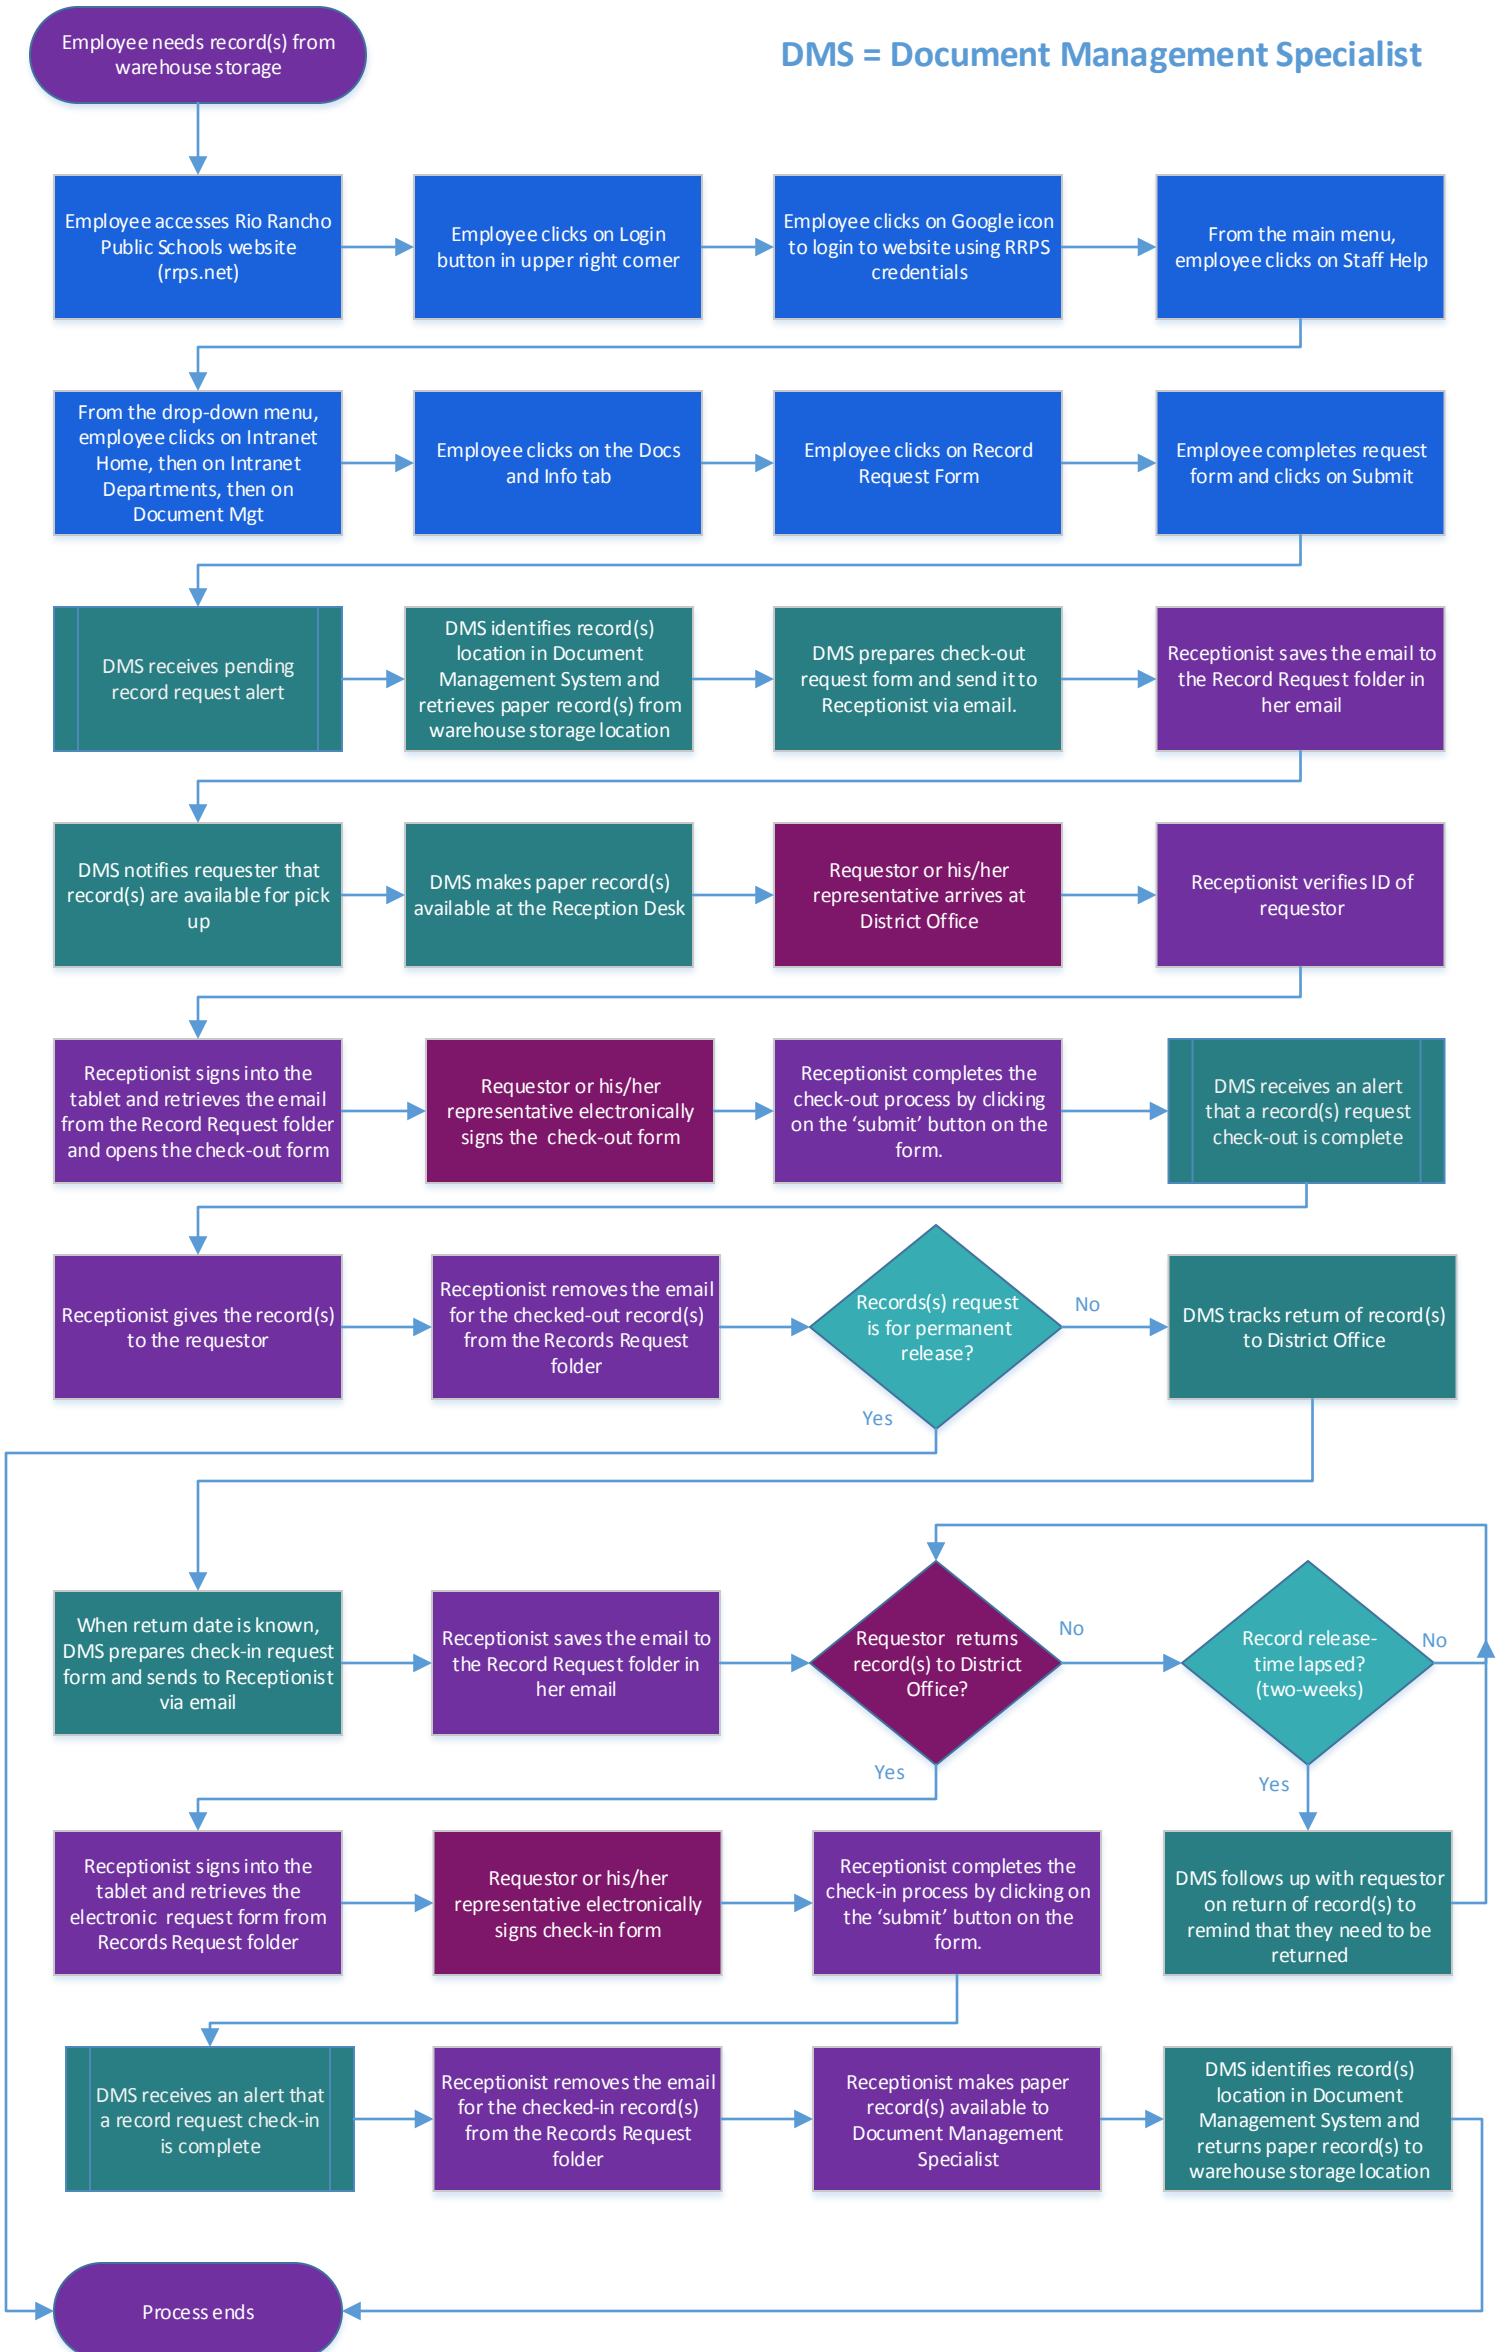 Employee needs record(s) from
warehouse storage
DMS = Document Management Specialist
Employee accesses Rio Rancho
Public Schools website
(rrps.net)
Employee clicks on Login
button in upper right corner
Employee clicks on Google icon
to login to website using RRPS
credentials
From the main menu,
employee clicks on Staff Help
From the drop-down menu,
employee clicks on Intranet
Home, then on Intranet
Departments, then on
Document Mgt
Employee clicks on the Docs
and Info tab
Employee clicks on Record
Request Form
Employee completes request
form and clicks on Submit
DMS receives pending
record request alert
DMS identifies record(s)
location in Document
Management System and
retrieves paper record(s) from
warehouse storage location
DMS prepares check-out
request form and send it to
Receptionist via email.
Receptionist saves the email to
the Record Request folder in
her email
DMS notifies requester that
record(s) are available for pick
up
DMS makes paper record(s)
available at the Reception Desk
Requestor or his/her
representative arrives at
District Office
Receptionist verifies ID of
requestor
Receptionist signs into the
tablet and retrieves the email
from the Record Request folder
and opens the check-out form
Requestor or his/her
representative electronically
signs the check-out form
Receptionist completes the
check-out process by clicking
on the ‘submit’ button on the
form.
DMS receives an alert
that a record(s) request
check-out is complete
Receptionist gives the record(s)
to the requestor
Receptionist removes the email
for the checked-out record(s)
from the Records Request
folder
Records(s) request
is for permanent
release?
No
Yes
DMS tracks return of record(s)
to District Office
When return date is known,
DMS prepares check-in request
form and sends to Receptionist
via email
Receptionist saves the email to
the Record Request folder in
her email
Requestor returns
record(s) to District
Office?
No
Yes
Record release-
time lapsed?
(two-weeks)
No
Yes
Receptionist signs into the
tablet and retrieves the
electronic request form from
Records Request folder
Requestor or his/her
representative electronically
signs check-in form
Receptionist completes the
check-in process by clicking on
the ‘submit’ button on the
form.
DMS follows up with requestor
on return of record(s) to
remind that they need to be
returned
DMS receives an alert that
a record request check-in
is complete
Receptionist removes the email
for the checked-in record(s)
from the Records Request
folder
Receptionist makes paper
record(s) available to
Document Management
Specialist
DMS identifies record(s)
location in Document
Management System and
returns paper record(s) to
warehouse storage location
Process ends